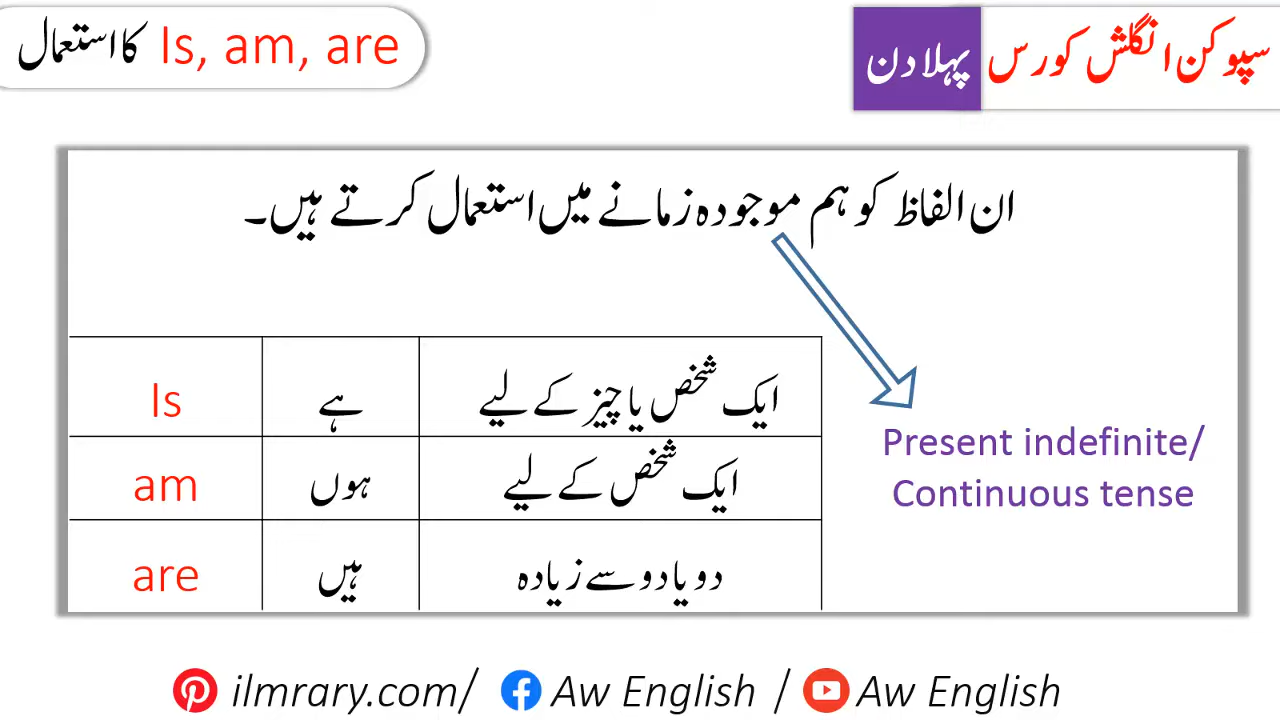 Is, am, are کا استعمال
سپوکن انگلش کورس پہلا دن
ان الفاظ کو ہم موجودہ زمانے میں استعمال کرتے ہیں۔
ایک شخص یا چیز کے لیے ہے Is
ایک شخص کے لیے ہوں am
دو یا دو سے زیادہ ہیں are
Present indefinite/
Continuous tense
ilmrary.com/ Aw English / Aw English